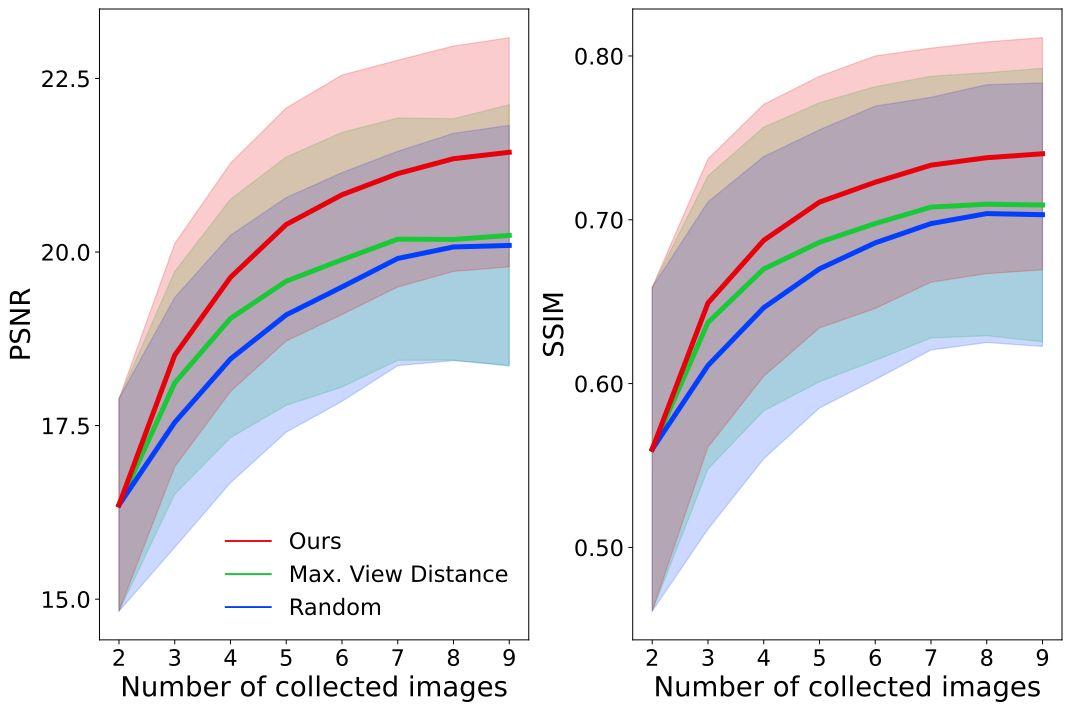 PSNR
22.5
20.0
17.5
15.0
Ours
Max. View Distance
Random
2 3 4 5 6 7 8 9
Number of collected images
SSIM
0.80
0.70
0.60
0.50
2 3 4 5 6 7 8 9
Number of collected images